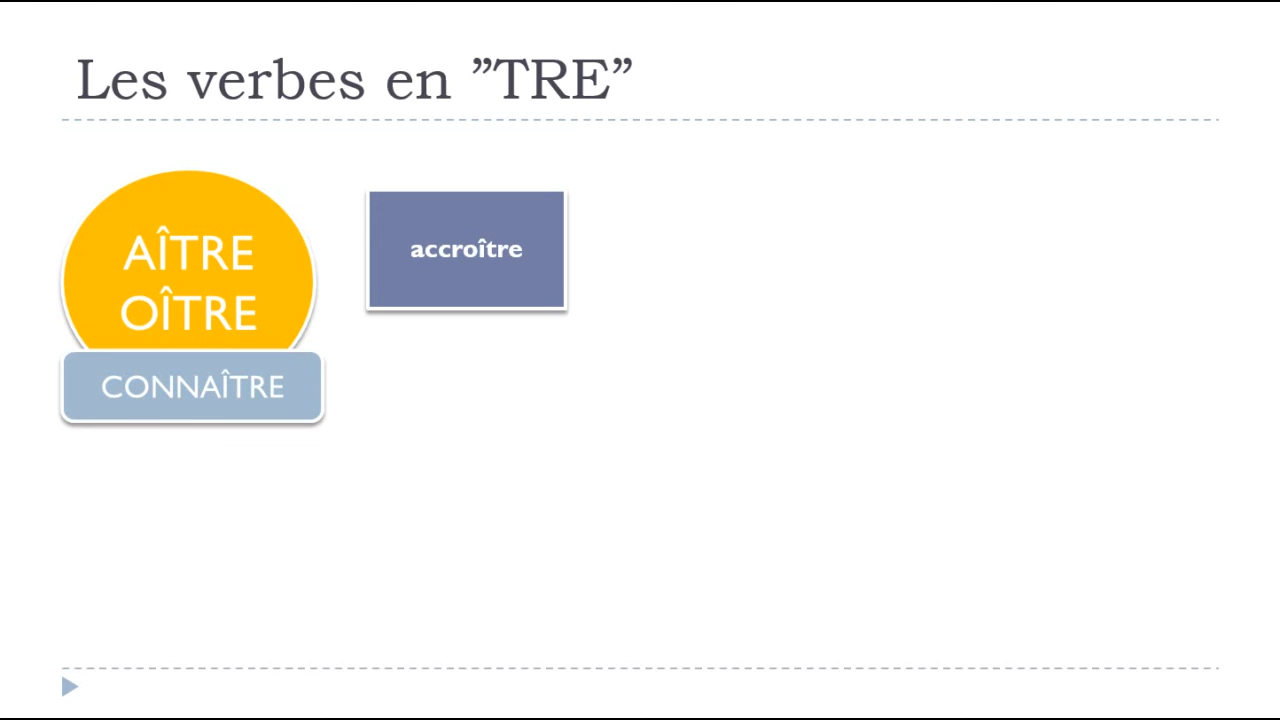 Les verbes en ”TRE”
AÎTRE
OÎTRE
CONNAÎTRE
accroître